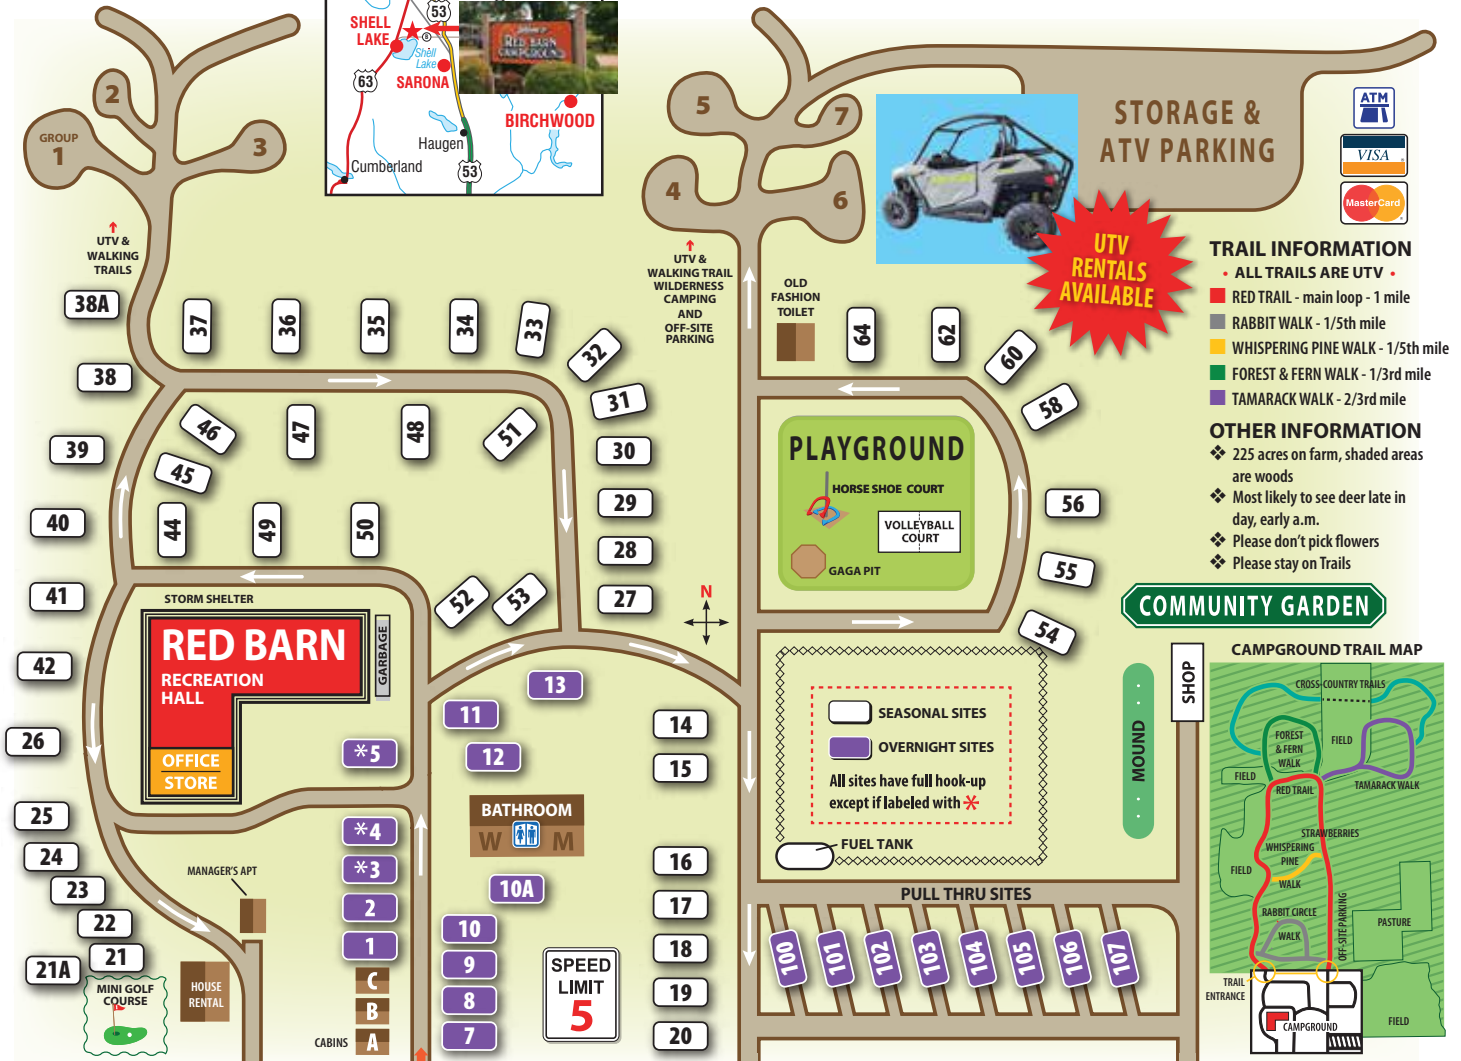 53
SHELL
LAKE
8
Shell
Lake
SARONA
63
BIRCHWOOD
Haugen
53
Cumberland
RED BARN
CAMPGROUND
2
GROUP
1
3
5
7
4
6
STORAGE &
ATV PARKING
ATM
VISA
MasterCard
UTV
RENTALS
AVAILABLE
UTV &
WALKING
TRAILS
UTV &
WALKING TRAIL
WILDERNESS
CAMPING
AND
OFF-SITE
PARKING
OLD
FASHION
TOILET
TRAIL INFORMATION
• ALL TRAILS ARE UTV •
RED TRAIL - main loop - 1 mile
RABBIT WALK - 1/5th mile
WHISPERING PINE WALK - 1/5th mile
FOREST & FERN WALK - 1/3rd mile
TAMARACK WALK - 2/3rd mile
OTHER INFORMATION
❖ 225 acres on farm, shaded areas
are woods
❖ Most likely to see deer late in
day, early a.m.
❖ Please don't pick flowers
❖ Please stay on Trails
38A
37
36
35
34
33
32
31
30
29
28
27
38
39
40
41
42
26
25
24
23
22
21
21A
46
47
48
51
45
44
49
50
52
53
64
62
60
58
56
55
54
PLAYGROUND
HORSE SHOE COURT
VOLLEYBALL
COURT
GAGA PIT
N
COMMUNITY GARDEN
STORM SHELTER
RED BARN
RECREATION
HALL
OFFICE
STORE
GARBAGE
*5
*4
*3
2
1
C
B
A
CABINS
MANAGER'S APT
HOUSE
RENTAL
MINI GOLF
COURSE
13
11
12
BATHROOM
W
M
10A
10
9
8
7
SPEED
LIMIT
5
14
15
16
17
18
19
20
SEASONAL SITES
OVERNIGHT SITES
All sites have full hook-up
except if labeled with *
FUEL TANK
MOUND
SHOP
PULL THRU SITES
100
101
102
103
104
105
106
107
CAMPGROUND TRAIL MAP
CROSS-COUNTRY TRAILS
FOREST
& FERN
WALK
FIELD
FIELD
RED TRAIL
TAMARACK WALK
STRAWBERRIES
WHISPERING
PINE
WALK
FIELD
RABBIT CIRCLE
WALK
OFF-SITE PARKING
PASTURE
TRAIL
ENTRANCE
CAMPGROUND
FIELD